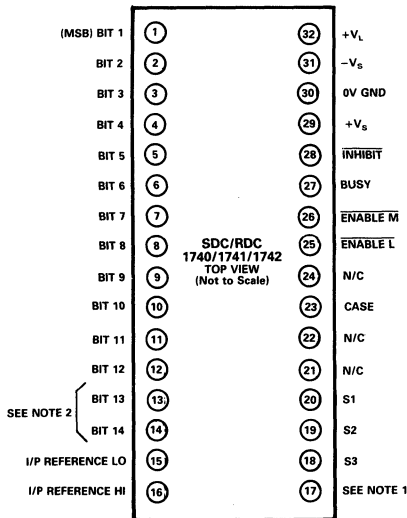 (MSB) BIT 1 1 32 +VL
BIT 2 2 31 −VS
BIT 3 3 30 0V GND
BIT 4 4 29 +VS
BIT 5 5 28 INHIBIT
BIT 6 6 27 BUSY
BIT 7 7 26 ENABLE M
BIT 8 8 25 ENABLE L
SDC/RDC
1740/1741/1742
TOP VIEW
(Not to Scale)
BIT 9 9 24 N/C
BIT 10 10 23 CASE
BIT 11 11 22 N/C
BIT 12 12 21 N/C
SEE NOTE 2
BIT 13 13 20 S1
BIT 14 14 19 S2
I/P REFERENCE LO 15 18 S3
I/P REFERENCE HI 16 17 SEE NOTE 1